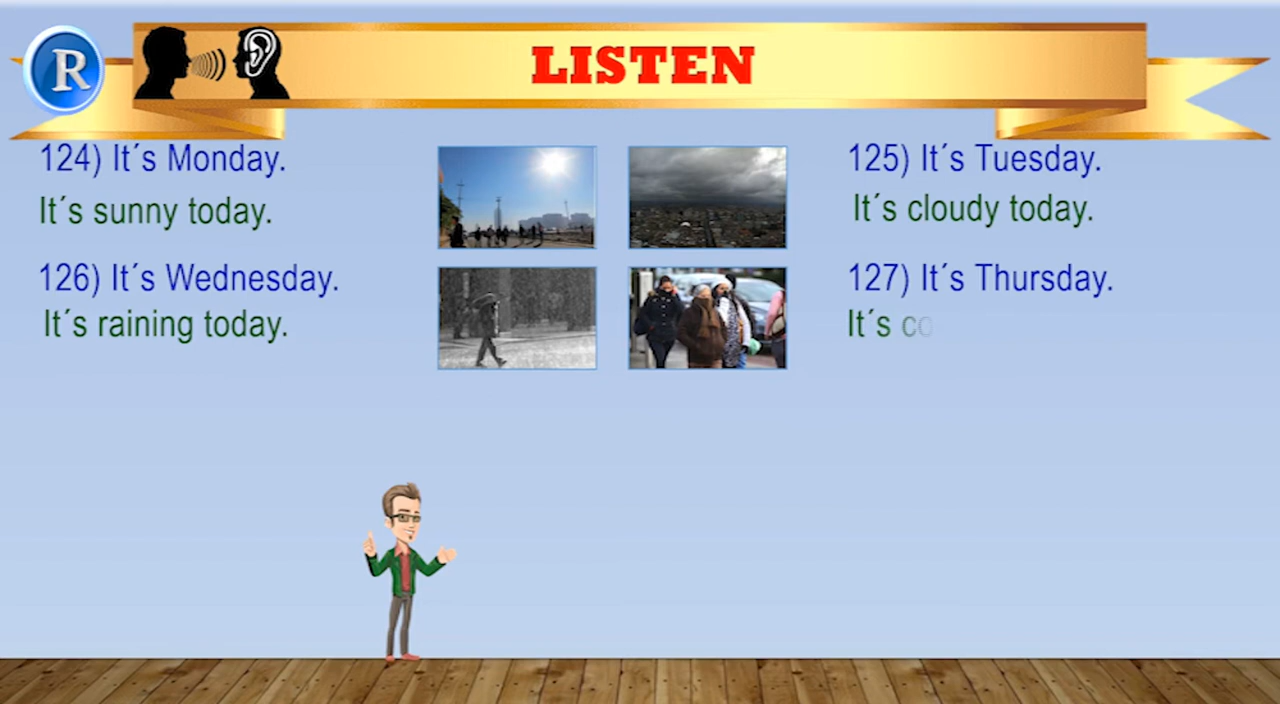 R
LISTEN
124) It´s Monday.
It´s sunny today.
125) It´s Tuesday.
It´s cloudy today.
126) It´s Wednesday.
It´s raining today.
127) It´s Thursday.
It´s co